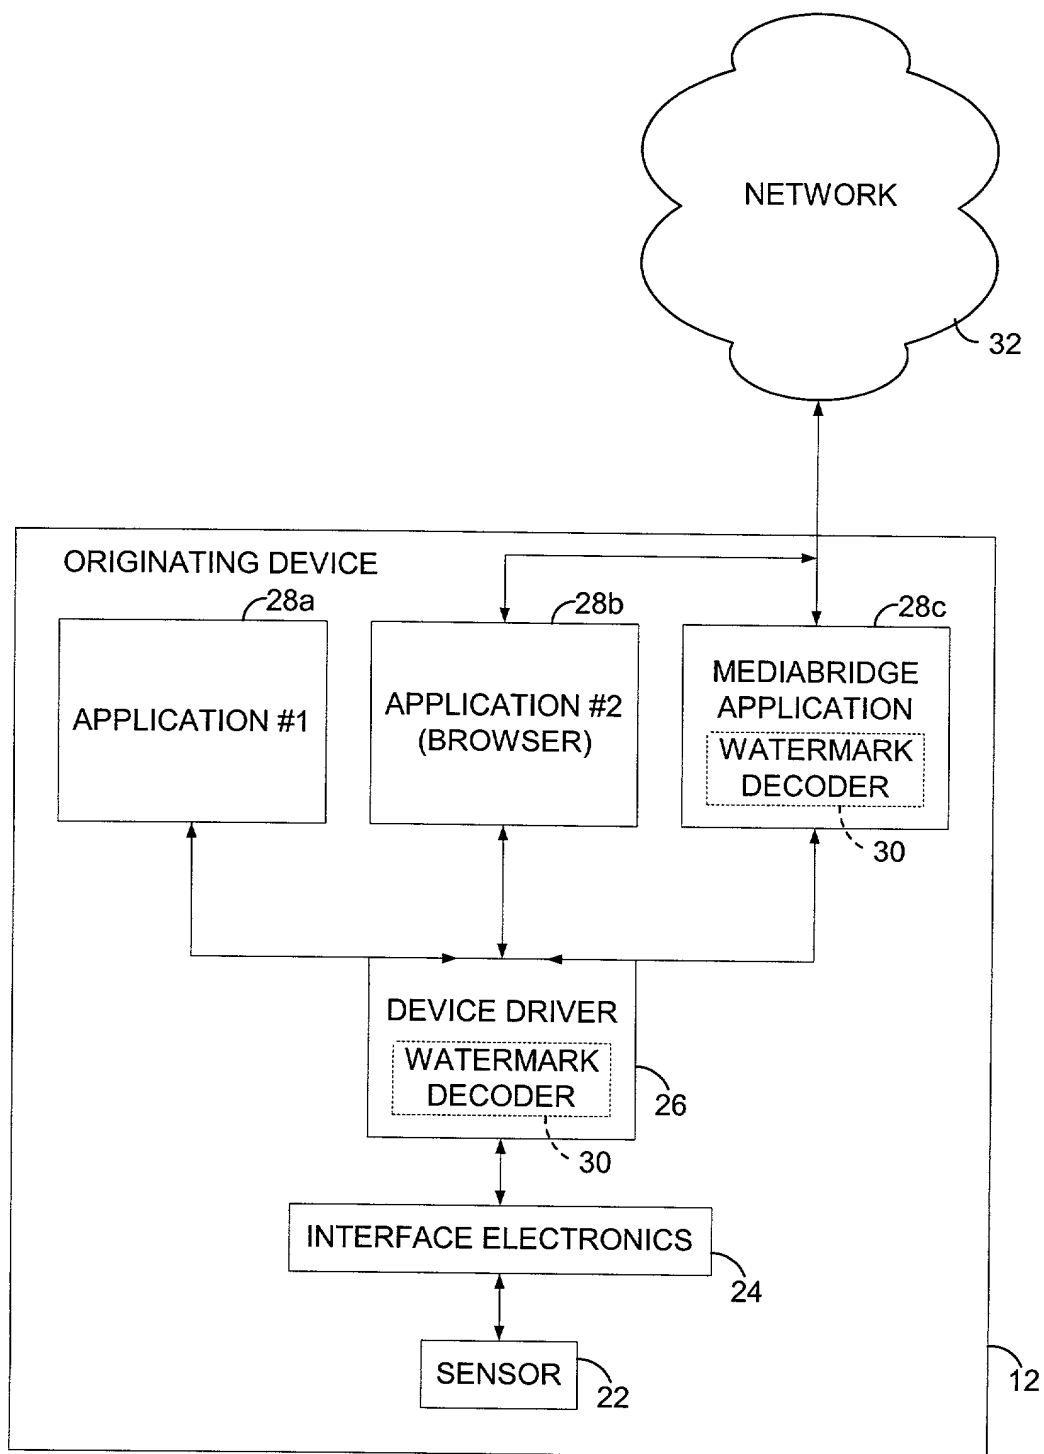 NETWORK
32
ORIGINATING DEVICE
28a
28b
28c
APPLICATION #1
APPLICATION #2
(BROWSER)
MEDIABRIDGE
APPLICATION
WATERMARK
DECODER
30
DEVICE DRIVER
WATERMARK
DECODER
26
30
INTERFACE ELECTRONICS
24
SENSOR
22
12